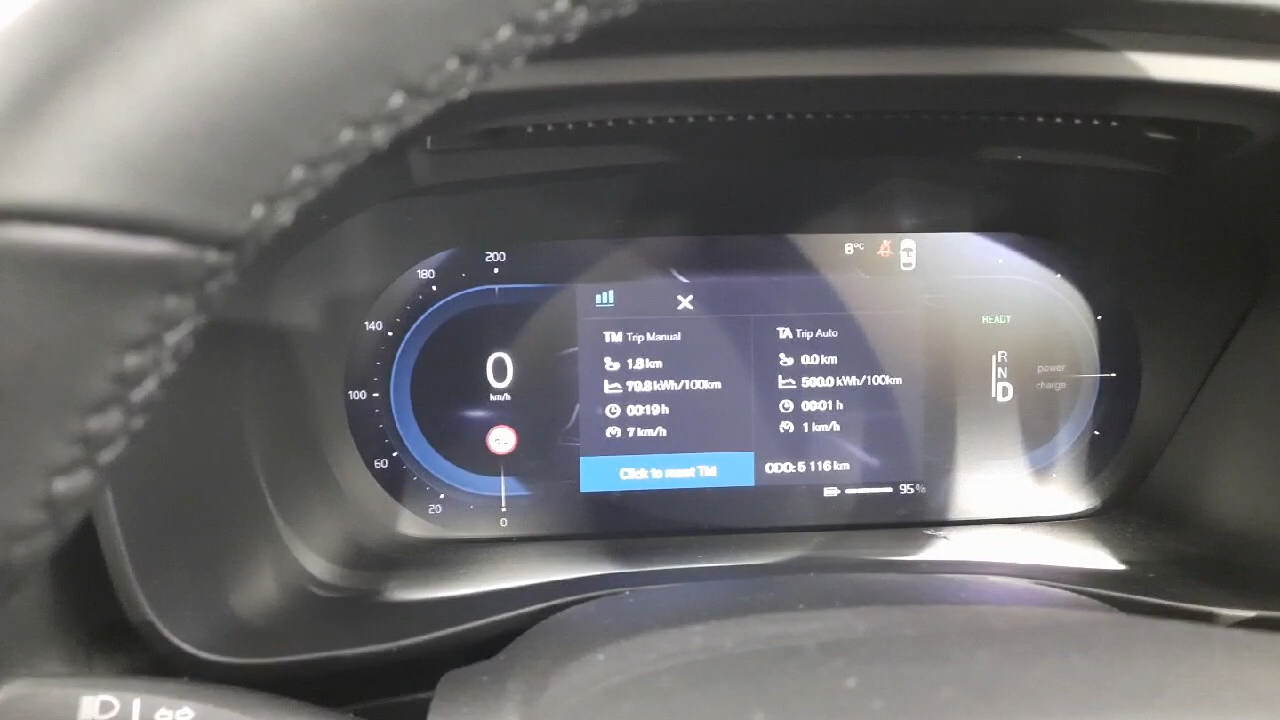 200
180
140
100
60
20
0
0
km/h
8°C
TM Trip Manual
1.8 km
70.8 kWh/100km
00:19 h
7 km/h
Click to reset TM
TA Trip Auto
0.0 km
500.0 kWh/100km
00:01 h
1 km/h
ODO: 5 116 km
95 %
READY
R
N
D
power
charge